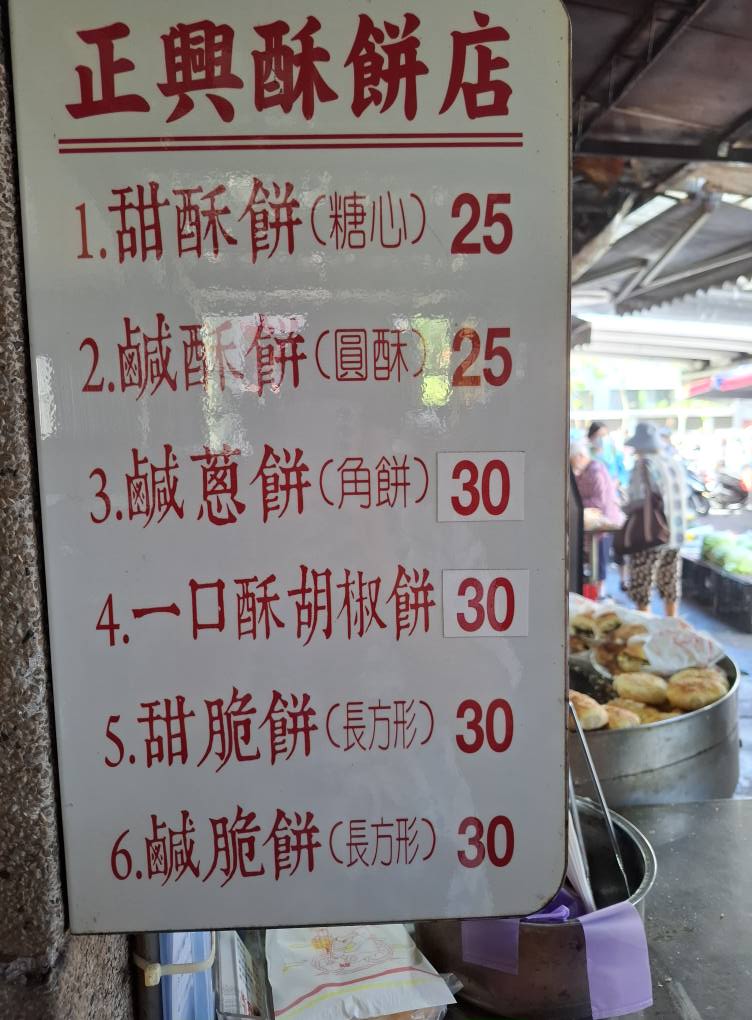 正興酥餅店
1.甜酥餅(糖心) 25
2.鹹酥餅(圓酥) 25
3.鹹蔥餅(角餅) 30
4.一口酥胡椒餅 30
5.甜脆餅(長方形) 30
6.鹹脆餅(長方形) 30